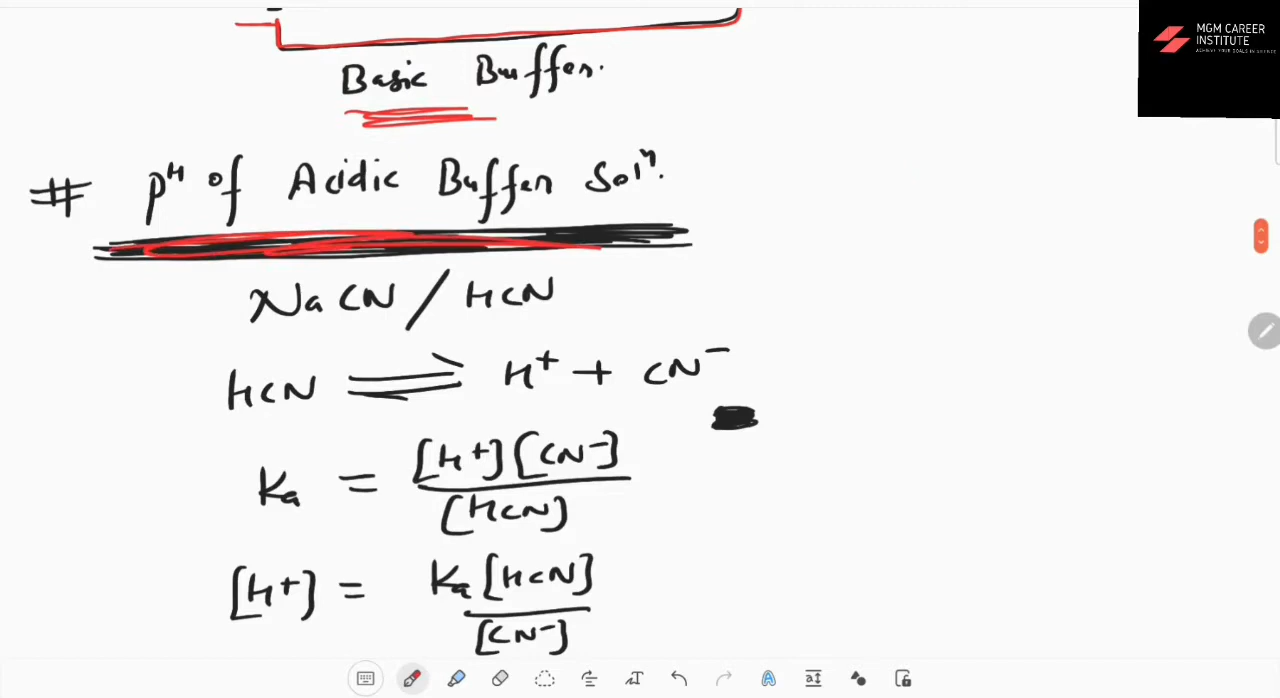 MGM CAREER
INSTITUTE
Basic Buffer.
# pH of Acidic Buffer Solⁿ.
NaCN / HCN
HCN ⇌ H⁺ + CN⁻
Ka = [H⁺][CN⁻] / [HCN]
[H⁺] = Ka [HCN] / [CN⁻]